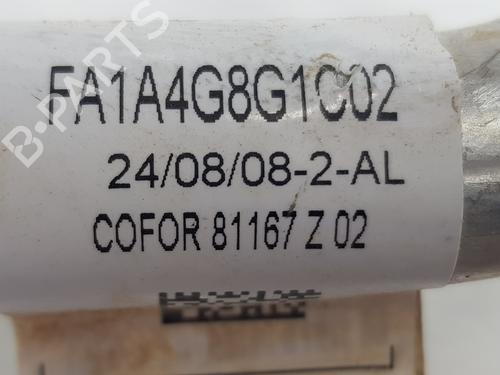 B-PARTS
FA1A4G8G1C02
24/08/08-2-AL
COFOR 81167 Z 02